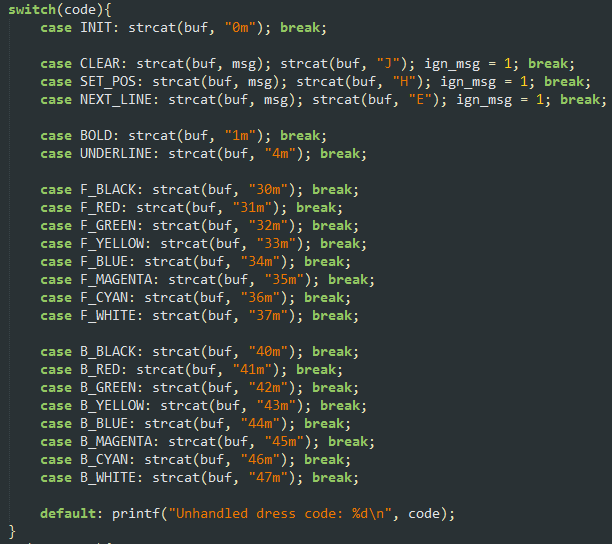 switch(code){
    case INIT: strcat(buf, "0m"); break;

    case CLEAR: strcat(buf, msg); strcat(buf, "J"); ign_msg = 1; break;
    case SET_POS: strcat(buf, msg); strcat(buf, "H"); ign_msg = 1; break;
    case NEXT_LINE: strcat(buf, msg); strcat(buf, "E"); ign_msg = 1; break;

    case BOLD: strcat(buf, "1m"); break;
    case UNDERLINE: strcat(buf, "4m"); break;

    case F_BLACK: strcat(buf, "30m"); break;
    case F_RED: strcat(buf, "31m"); break;
    case F_GREEN: strcat(buf, "32m"); break;
    case F_YELLOW: strcat(buf, "33m"); break;
    case F_BLUE: strcat(buf, "34m"); break;
    case F_MAGENTA: strcat(buf, "35m"); break;
    case F_CYAN: strcat(buf, "36m"); break;
    case F_WHITE: strcat(buf, "37m"); break;

    case B_BLACK: strcat(buf, "40m"); break;
    case B_RED: strcat(buf, "41m"); break;
    case B_GREEN: strcat(buf, "42m"); break;
    case B_YELLOW: strcat(buf, "43m"); break;
    case B_BLUE: strcat(buf, "44m"); break;
    case B_MAGENTA: strcat(buf, "45m"); break;
    case B_CYAN: strcat(buf, "46m"); break;
    case B_WHITE: strcat(buf, "47m"); break;

    default: printf("Unhandled dress code: %d\n", code);
}